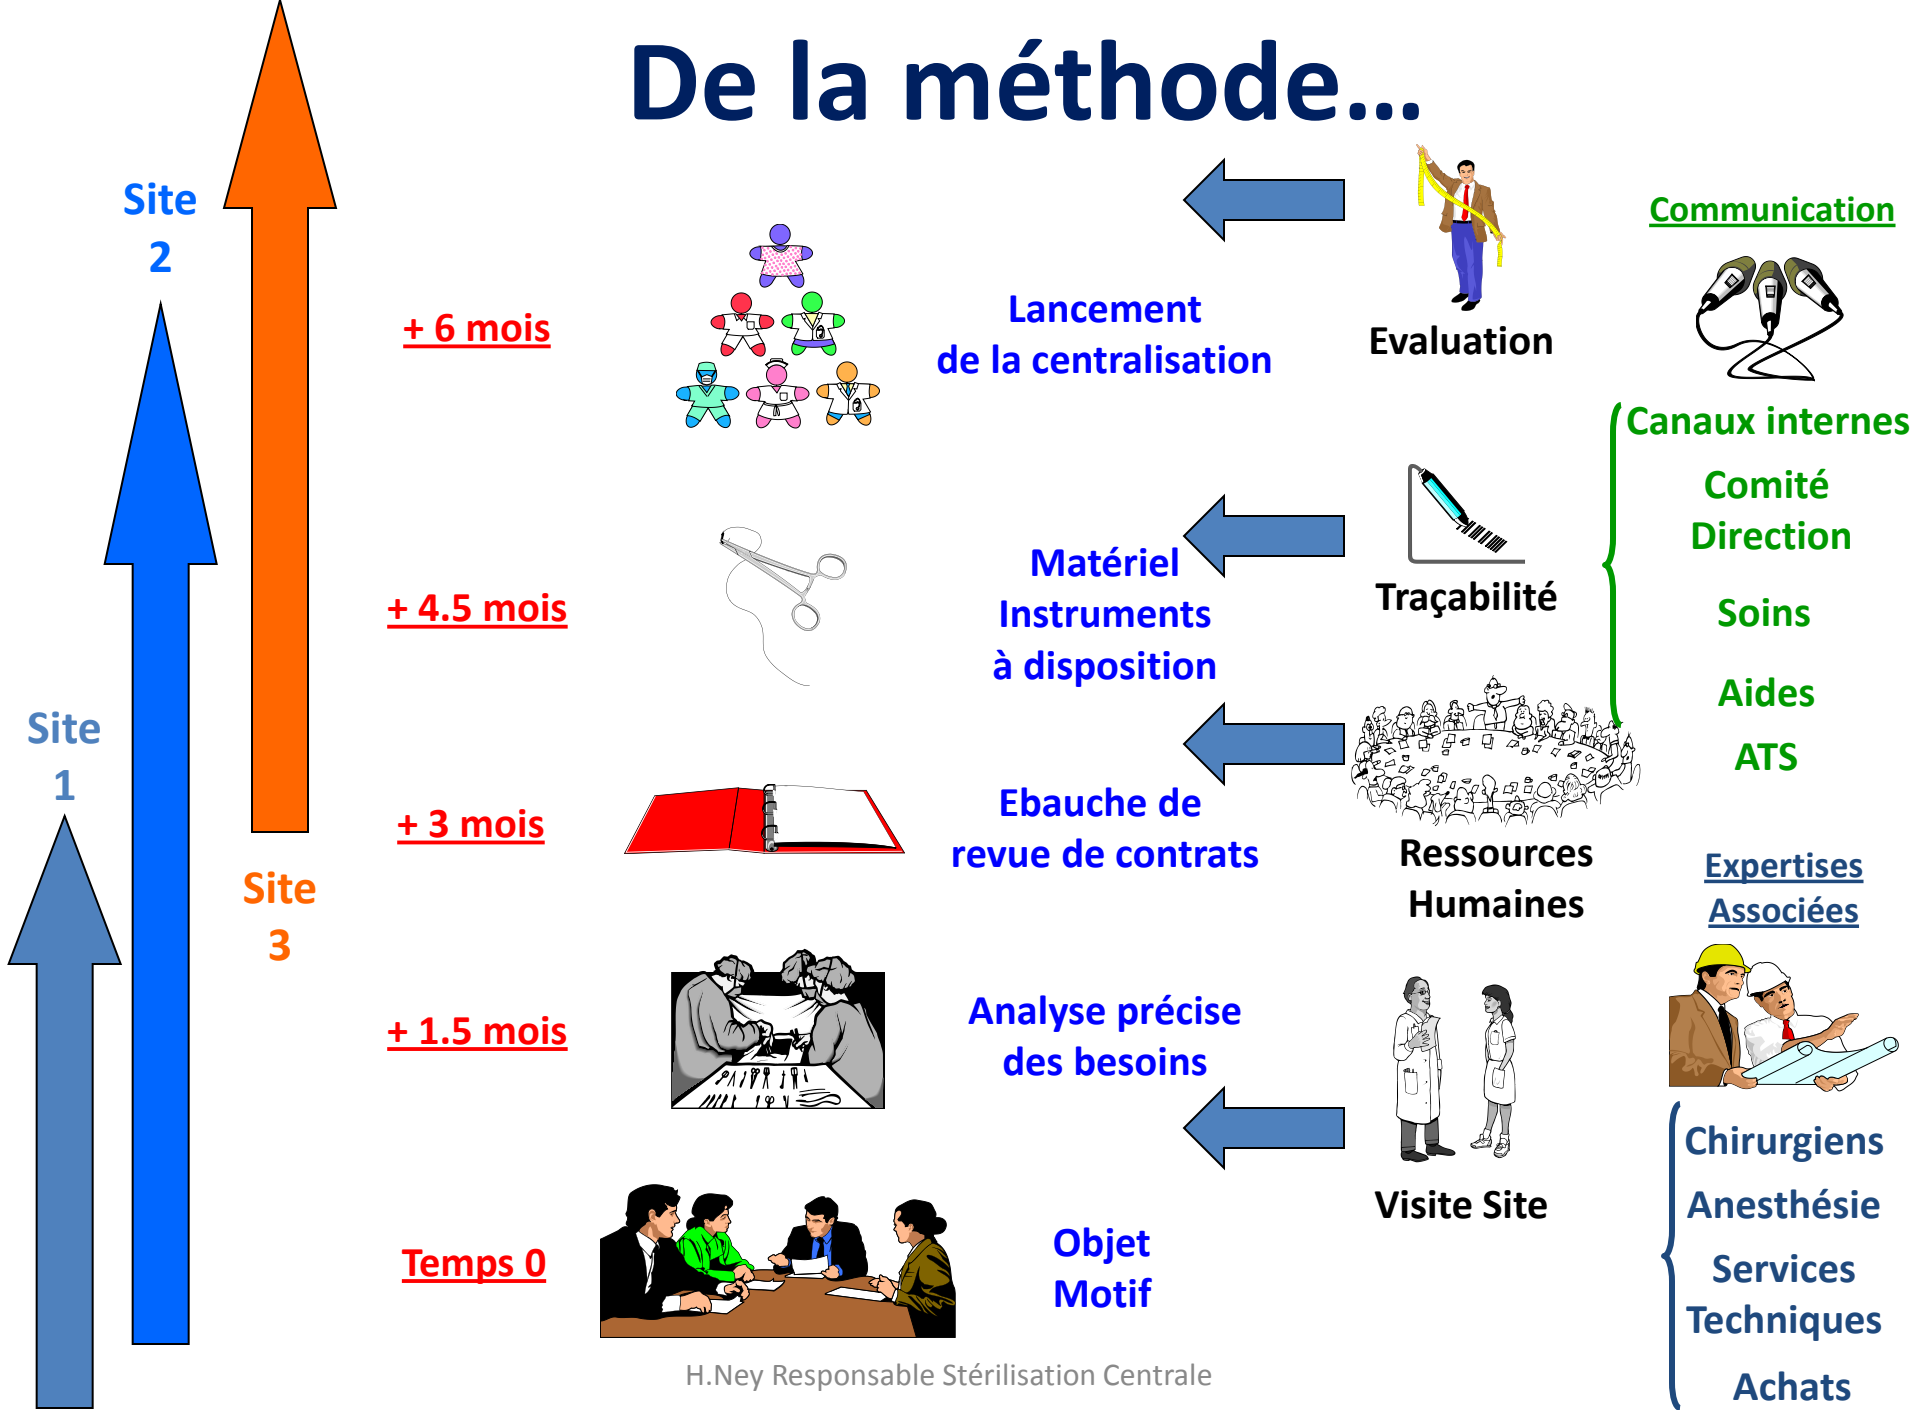 De la méthode...
Site
2
Site
1
Site
3
+ 6 mois
Lancement
de la centralisation
+ 4.5 mois
Matériel
Instruments
à disposition
+ 3 mois
Ebauche de
revue de contrats
+ 1.5 mois
Analyse précise
des besoins
Temps 0
Objet
Motif
Evaluation
Traçabilité
Ressources
Humaines
Visite Site
Communication
Canaux internes
Comité
Direction
Soins
Aides
ATS
Expertises
Associées
Chirurgiens
Anesthésie
Services
Techniques
Achats
H.Ney Responsable Stérilisation Centrale